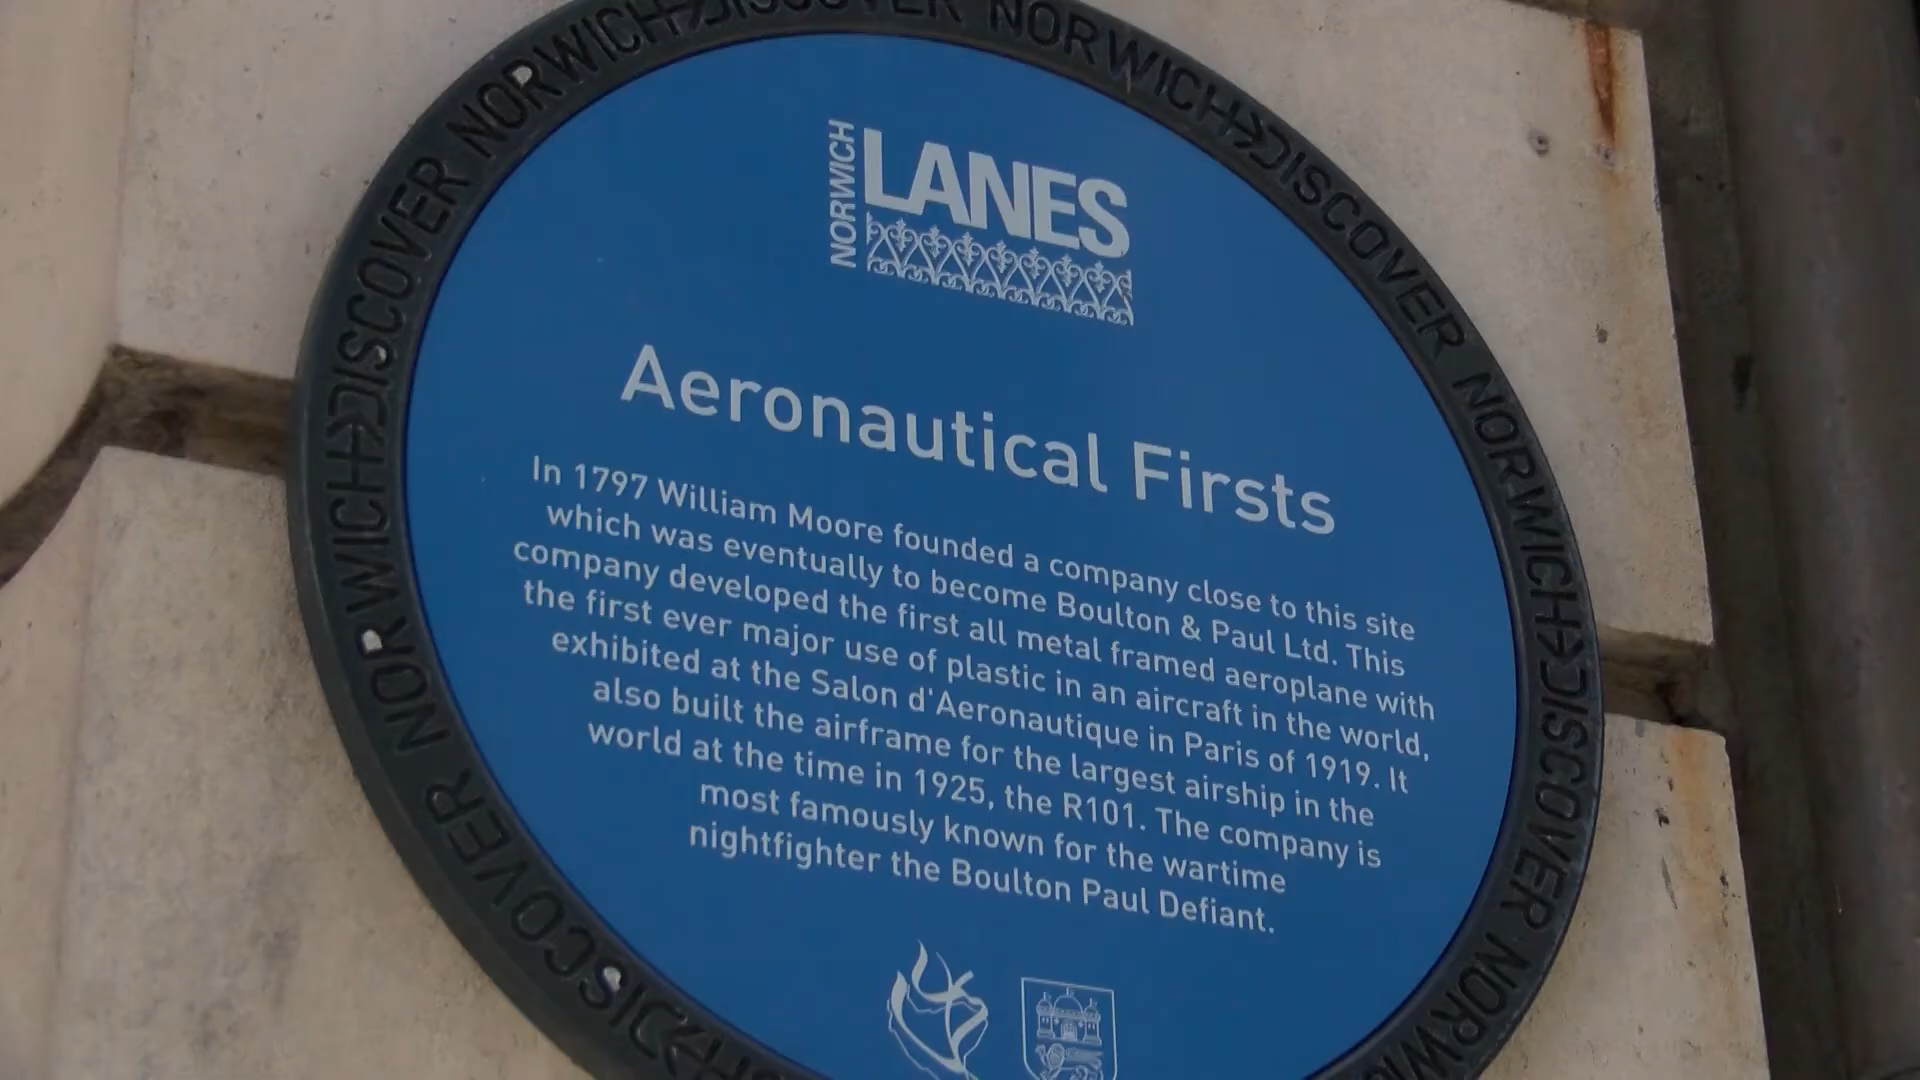 DISCOVER NORWICH DISCOVER NORWICH DISCOVER NORWICH DISCOVER NORWICH DISCOVER NORWICH DISCOVER NORWICH
NORWICH
LANES
Aeronautical Firsts
In 1797 William Moore founded a company close to this site
which was eventually to become Boulton & Paul Ltd. This
company developed the first all metal framed aeroplane with
the first ever major use of plastic in an aircraft in the world,
exhibited at the Salon d'Aeronautique in Paris of 1919. It
also built the airframe for the largest airship in the
world at the time in 1925, the R101. The company is
most famously known for the wartime
nightfighter the Boulton Paul Defiant.